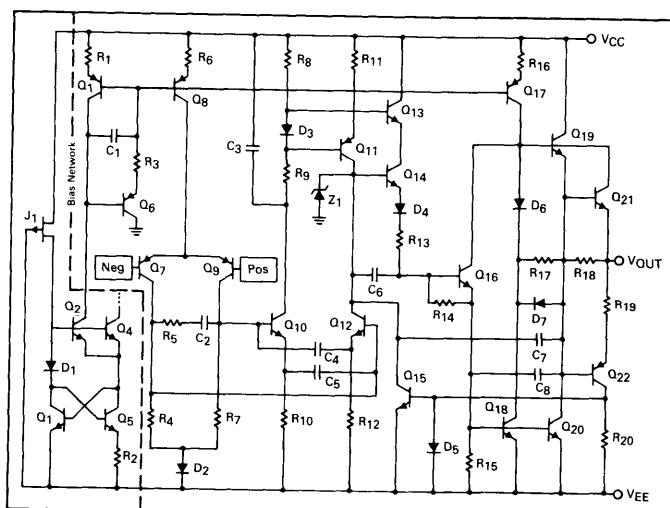 VCC
R1
R6
R8
R11
R16
Q1
Q8
Q17
Q13
Q19
D3
C1
C3
Q11
R3
R9
Q14
Q21
Bias Network
Z1
D4
D6
Q6
J1
R13
Neg
Q7
Q9
Pos
Q16
R17
R18
VOUT
C6
R19
Q2
Q4
R14
D7
R5
C2
Q10
Q12
C4
C7
D1
C5
Q15
C8
Q22
Q1
Q5
R4
R7
R10
R12
Q18
Q20
R20
R2
D2
D5
R15
VEE